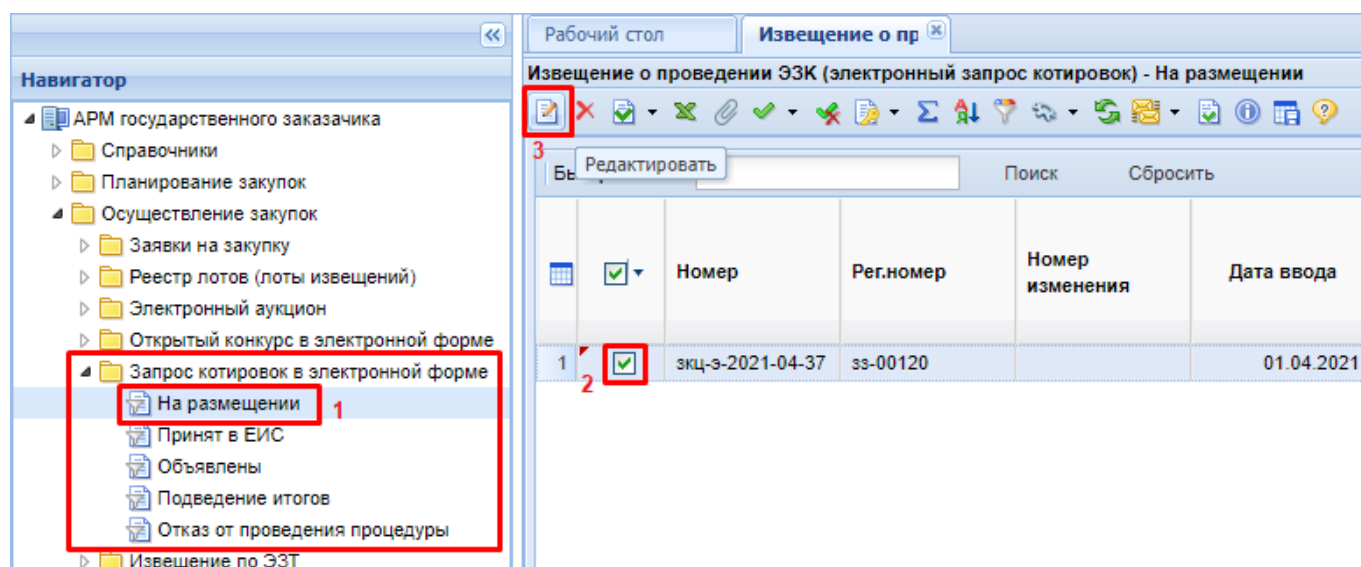 Рабочий стол
Извещение о пр
Навигатор
Извещение о проведении ЭЗК (электронный запрос котировок) - На размещении
АРМ государственного заказачика
Справочники
Планирование закупок
Осуществление закупок
Заявки на закупку
Реестр лотов (лоты извещений)
Электронный аукцион
Открытый конкурс в электронной форме
Запрос котировок в электронной форме
На размещении 1
Принят в ЕИС
Объявлены
Подведение итогов
Отказ от проведения процедуры
Извещение по ЭЗТ
3
Редактировать
Бы
Поиск Сбросить
Номер Рег.номер Номер изменения Дата ввода
1 зкц-э-2021-04-37 зз-00120 01.04.2021
2